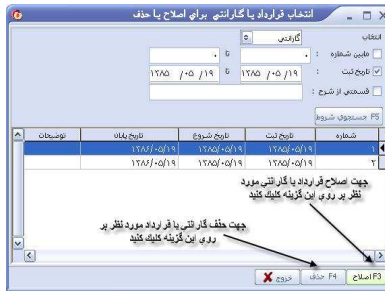 انتخاب قرارداد یا گارانتی برای اصلاح یا حذف
انتخاب گارانتی
مابین شماره : ۰ تا ۰
تاریخ ثبت : ۱۳۸۵ /۰۵ /۱۹ تا ۱۳۸۵ /۰۵ /۱۹
قسمتی از شرح :
F5 جستجوی شروط
شماره تاریخ ثبت تاریخ شروع تاریخ پایان توضیحات
۱ ۱۳۸۵/۰۵/۱۹ ۱۳۸۵/۰۵/۱۹ ۱۳۸۶/۰۵/۱۹
۲ ۱۳۸۵/۰۵/۱۹ ۱۳۸۵/۰۵/۱۹ ۱۳۸۶/۰۵/۱۹
جهت اصلاح قرارداد یا گارانتی مورد
نظر بر روی این گزینه کلیک کنید
جهت حذف گارانتی یا قرارداد مورد نظر بر
روی این گزینه کلیک کنید
F3 اصلاح F4 حذف خروج